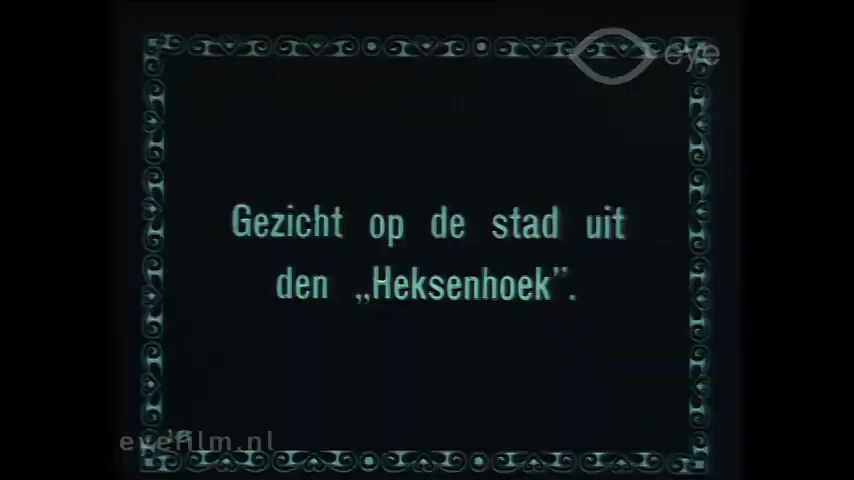 eye
Gezicht op de stad uit
den „Heksenhoek”.
eyefilm.nl